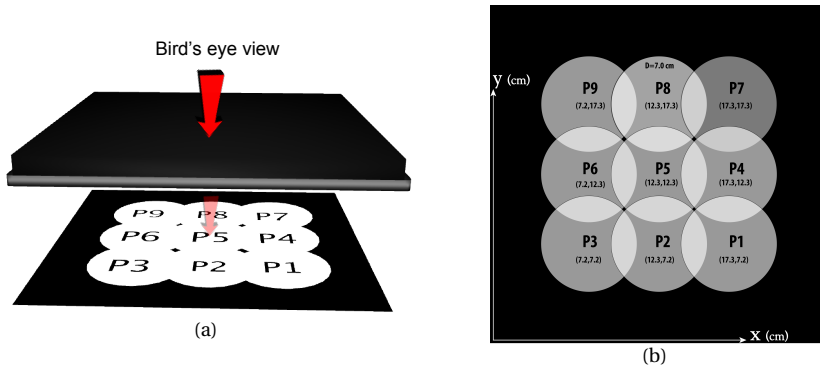 Bird's eye view
P9 P8 P7
P6 P5 P4
P3 P2 P1
(a)
D=7.0 cm
y (cm)
P9 P8 P7
(7.2,17.3) (12.3,17.3) (17.3,17.3)
P6 P5 P4
(7.2,12.3) (12.3,12.3) (17.3,12.3)
P3 P2 P1
(7.2,7.2) (12.3,7.2) (17.3,7.2)
x (cm)
(b)